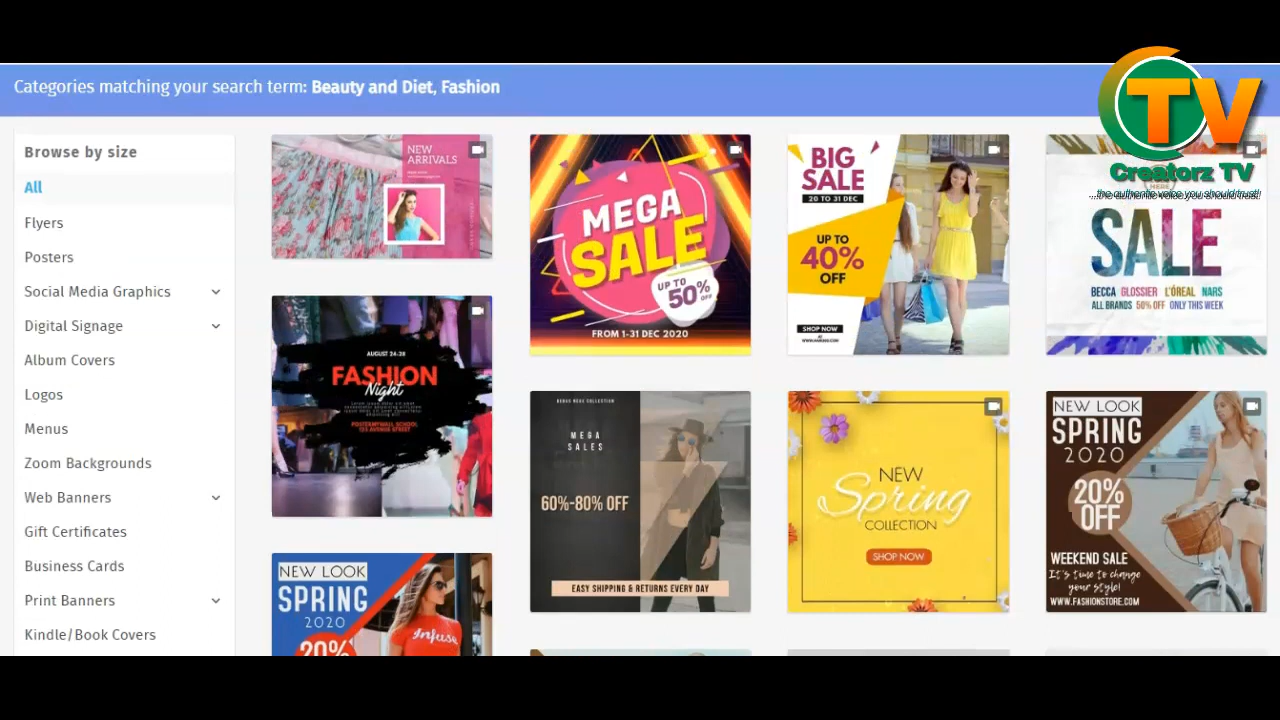 Categories matching your search term: Beauty and Diet, Fashion
TV
Creatorz TV
...the authentic voice you should trust!
Browse by size
All
Flyers
Posters
Social Media Graphics
Digital Signage
Album Covers
Logos
Menus
Zoom Backgrounds
Web Banners
Gift Certificates
Business Cards
Print Banners
Kindle/Book Covers
NEW
ARRIVALS
AUGUST 24-28
FASHION
Night
NEW LOOK
SPRING
2020
20%
Infuse
MEGA
SALE
UP TO
50%
OFF
FROM 1-31 DEC 2020
MEGA
SALES
60%-80% OFF
EASY SHIPPING & RETURNS EVERY DAY
BIG
SALE
20 TO 31 DEC
UP TO
40%
OFF
SHOP NOW
AT
NEW
Spring
COLLECTION
SHOP NOW
HERE
SALE
BECCA GLOSSIER L'ÓREAL NARS
ALL BRANDS 50% OFF ONLY THIS WEEK
NEW LOOK
SPRING
2020
20%
OFF
WEEKEND SALE
It's time to change
your style!
WWW.FASHIONSTORE.COM